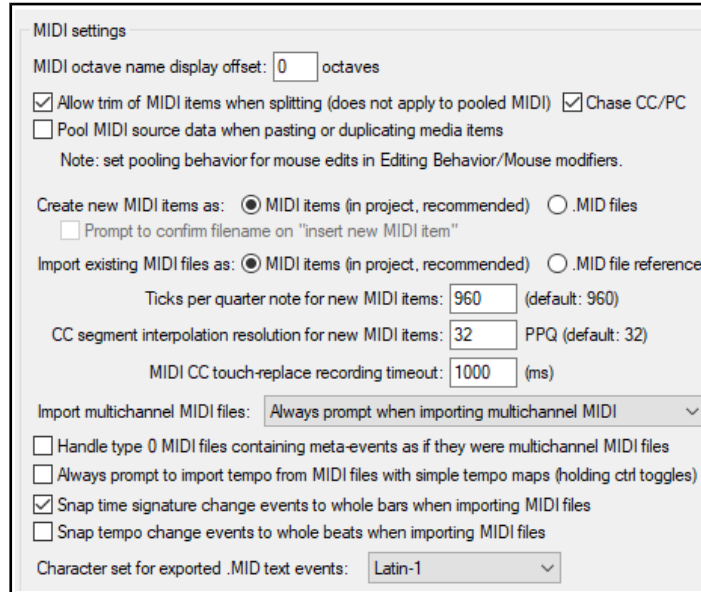 MIDI settings
MIDI octave name display offset: 0 octaves
Allow trim of MIDI items when splitting (does not apply to pooled MIDI) Chase CC/PC
Pool MIDI source data when pasting or duplicating media items
Note: set pooling behavior for mouse edits in Editing Behavior/Mouse modifiers.
Create new MIDI items as: MIDI items (in project, recommended) .MID files
Prompt to confirm filename on "insert new MIDI item"
Import existing MIDI files as: MIDI items (in project, recommended) .MID file reference
Ticks per quarter note for new MIDI items: 960 (default: 960)
CC segment interpolation resolution for new MIDI items: 32 PPQ (default: 32)
MIDI CC touch-replace recording timeout: 1000 (ms)
Import multichannel MIDI files: Always prompt when importing multichannel MIDI
Handle type 0 MIDI files containing meta-events as if they were multichannel MIDI files
Always prompt to import tempo from MIDI files with simple tempo maps (holding ctrl toggles)
Snap time signature change events to whole bars when importing MIDI files
Snap tempo change events to whole beats when importing MIDI files
Character set for exported .MID text events: Latin-1